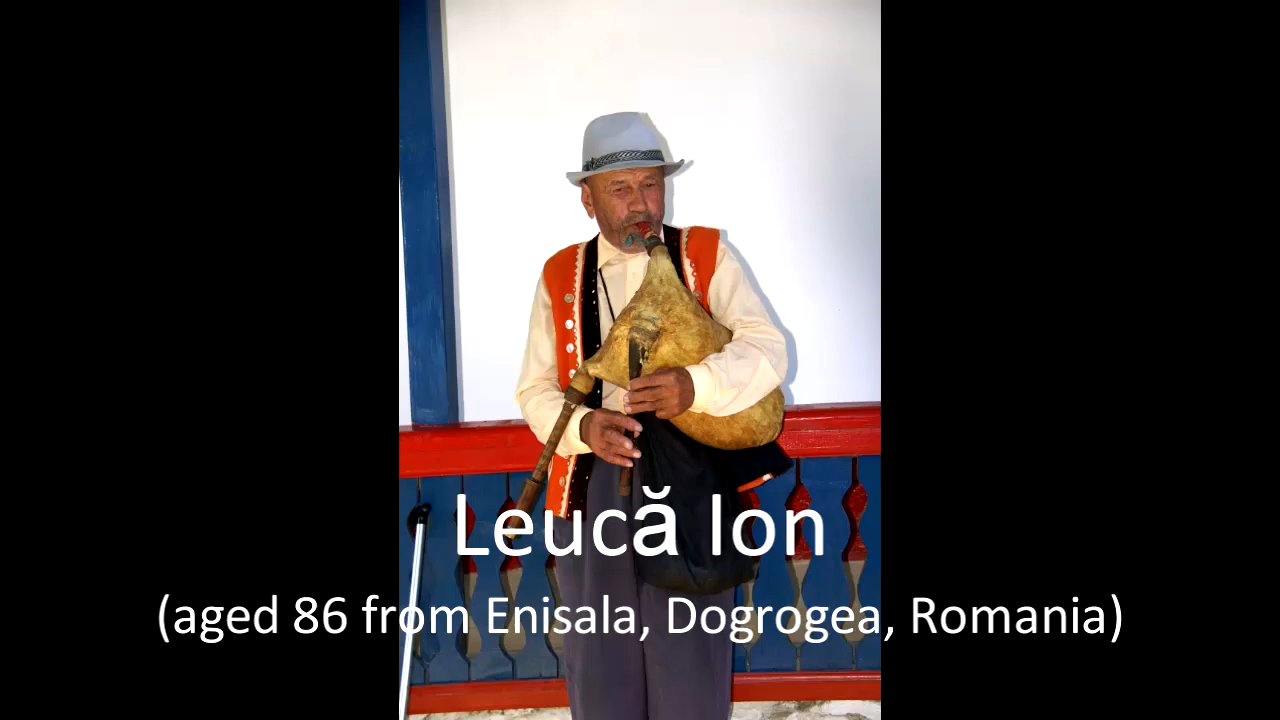 Leucă Ion
(aged 86 from Enisala, Dogrogea, Romania)